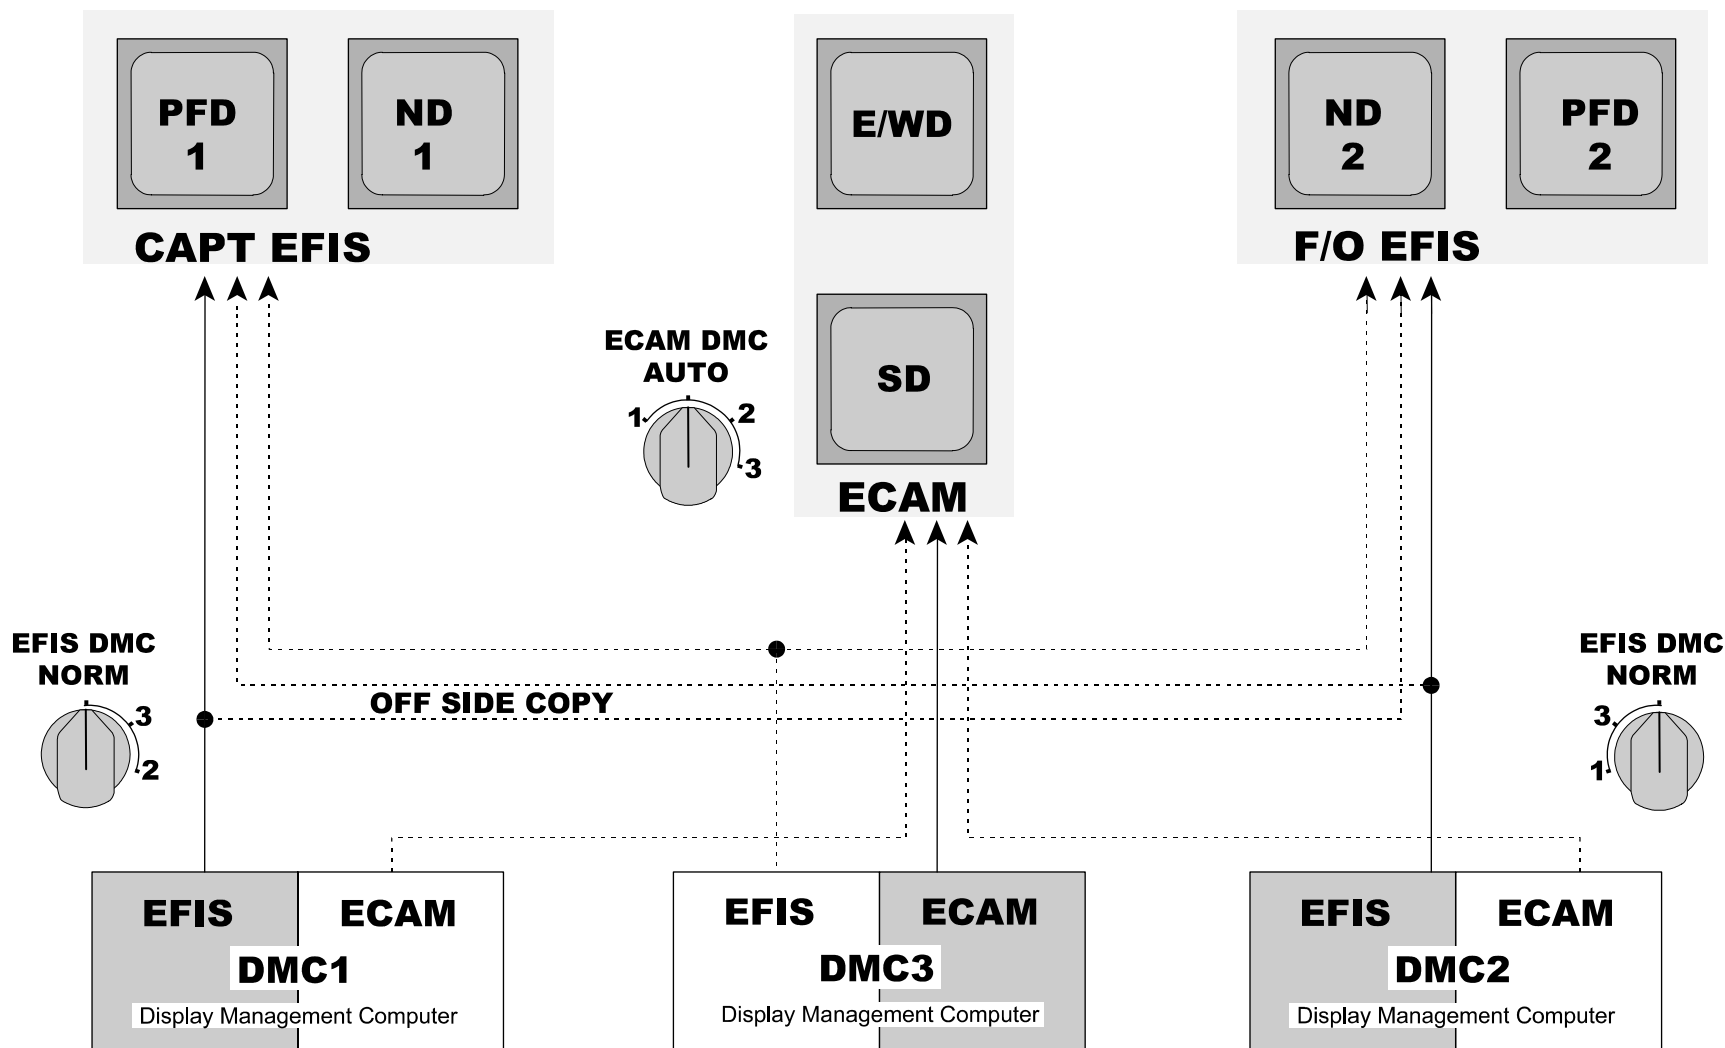 PFD
1
ND
1
CAPT EFIS
E/WD
SD
ECAM
ND
2
PFD
2
F/O EFIS
ECAM DMC
AUTO
1
2
3
EFIS DMC
NORM
3
2
OFF SIDE COPY
EFIS DMC
NORM
3
1
EFIS
ECAM
DMC1
Display Management Computer
EFIS
ECAM
DMC3
Display Management Computer
EFIS
ECAM
DMC2
Display Management Computer